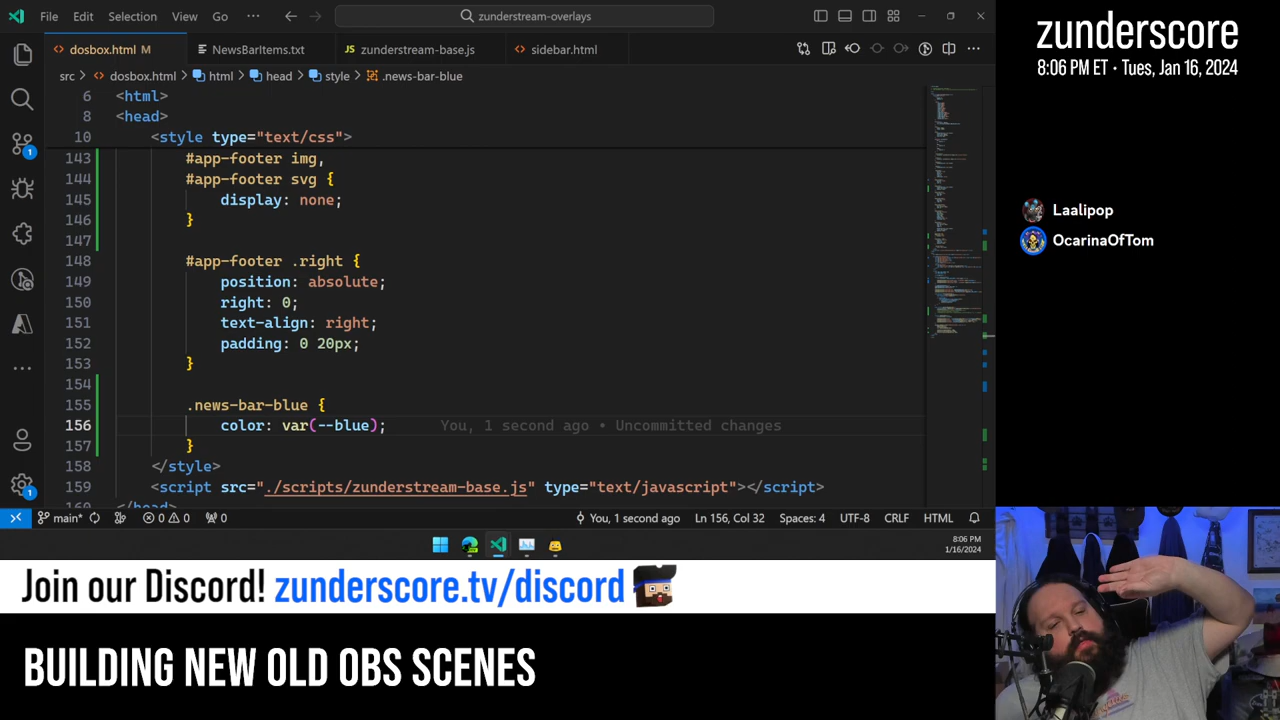 File Edit Selection View Go ··· zunderstream-overlays
dosbox.html M NewsBarItems.txt zunderstream-base.js sidebar.html
src > dosbox.html > html > head > style > .news-bar-blue
6 <html>
8 <head>
10 <style type="text/css">
143 #app-footer img,
144 #app-footer svg {
145 display: none;
146 }
147
148 #app-footer .right {
149 position: absolute;
150 right: 0;
151 text-align: right;
152 padding: 0 20px;
153 }
154
155 .news-bar-blue {
156 color: var(--blue); You, 1 second ago • Uncommitted changes
157 }
158 </style>
159 <script src="./scripts/zunderstream-base.js" type="text/javascript"></script>
main* 0 0 0 You, 1 second ago Ln 156, Col 32 Spaces: 4 UTF-8 CRLF HTML
8:06 PM
1/16/2024
zunderscore
8:06 PM ET • Tues, Jan 16, 2024
Laalipop
OcarinaOfTom
Join our Discord! zunderscore.tv/discord
BUILDING NEW OLD OBS SCENES